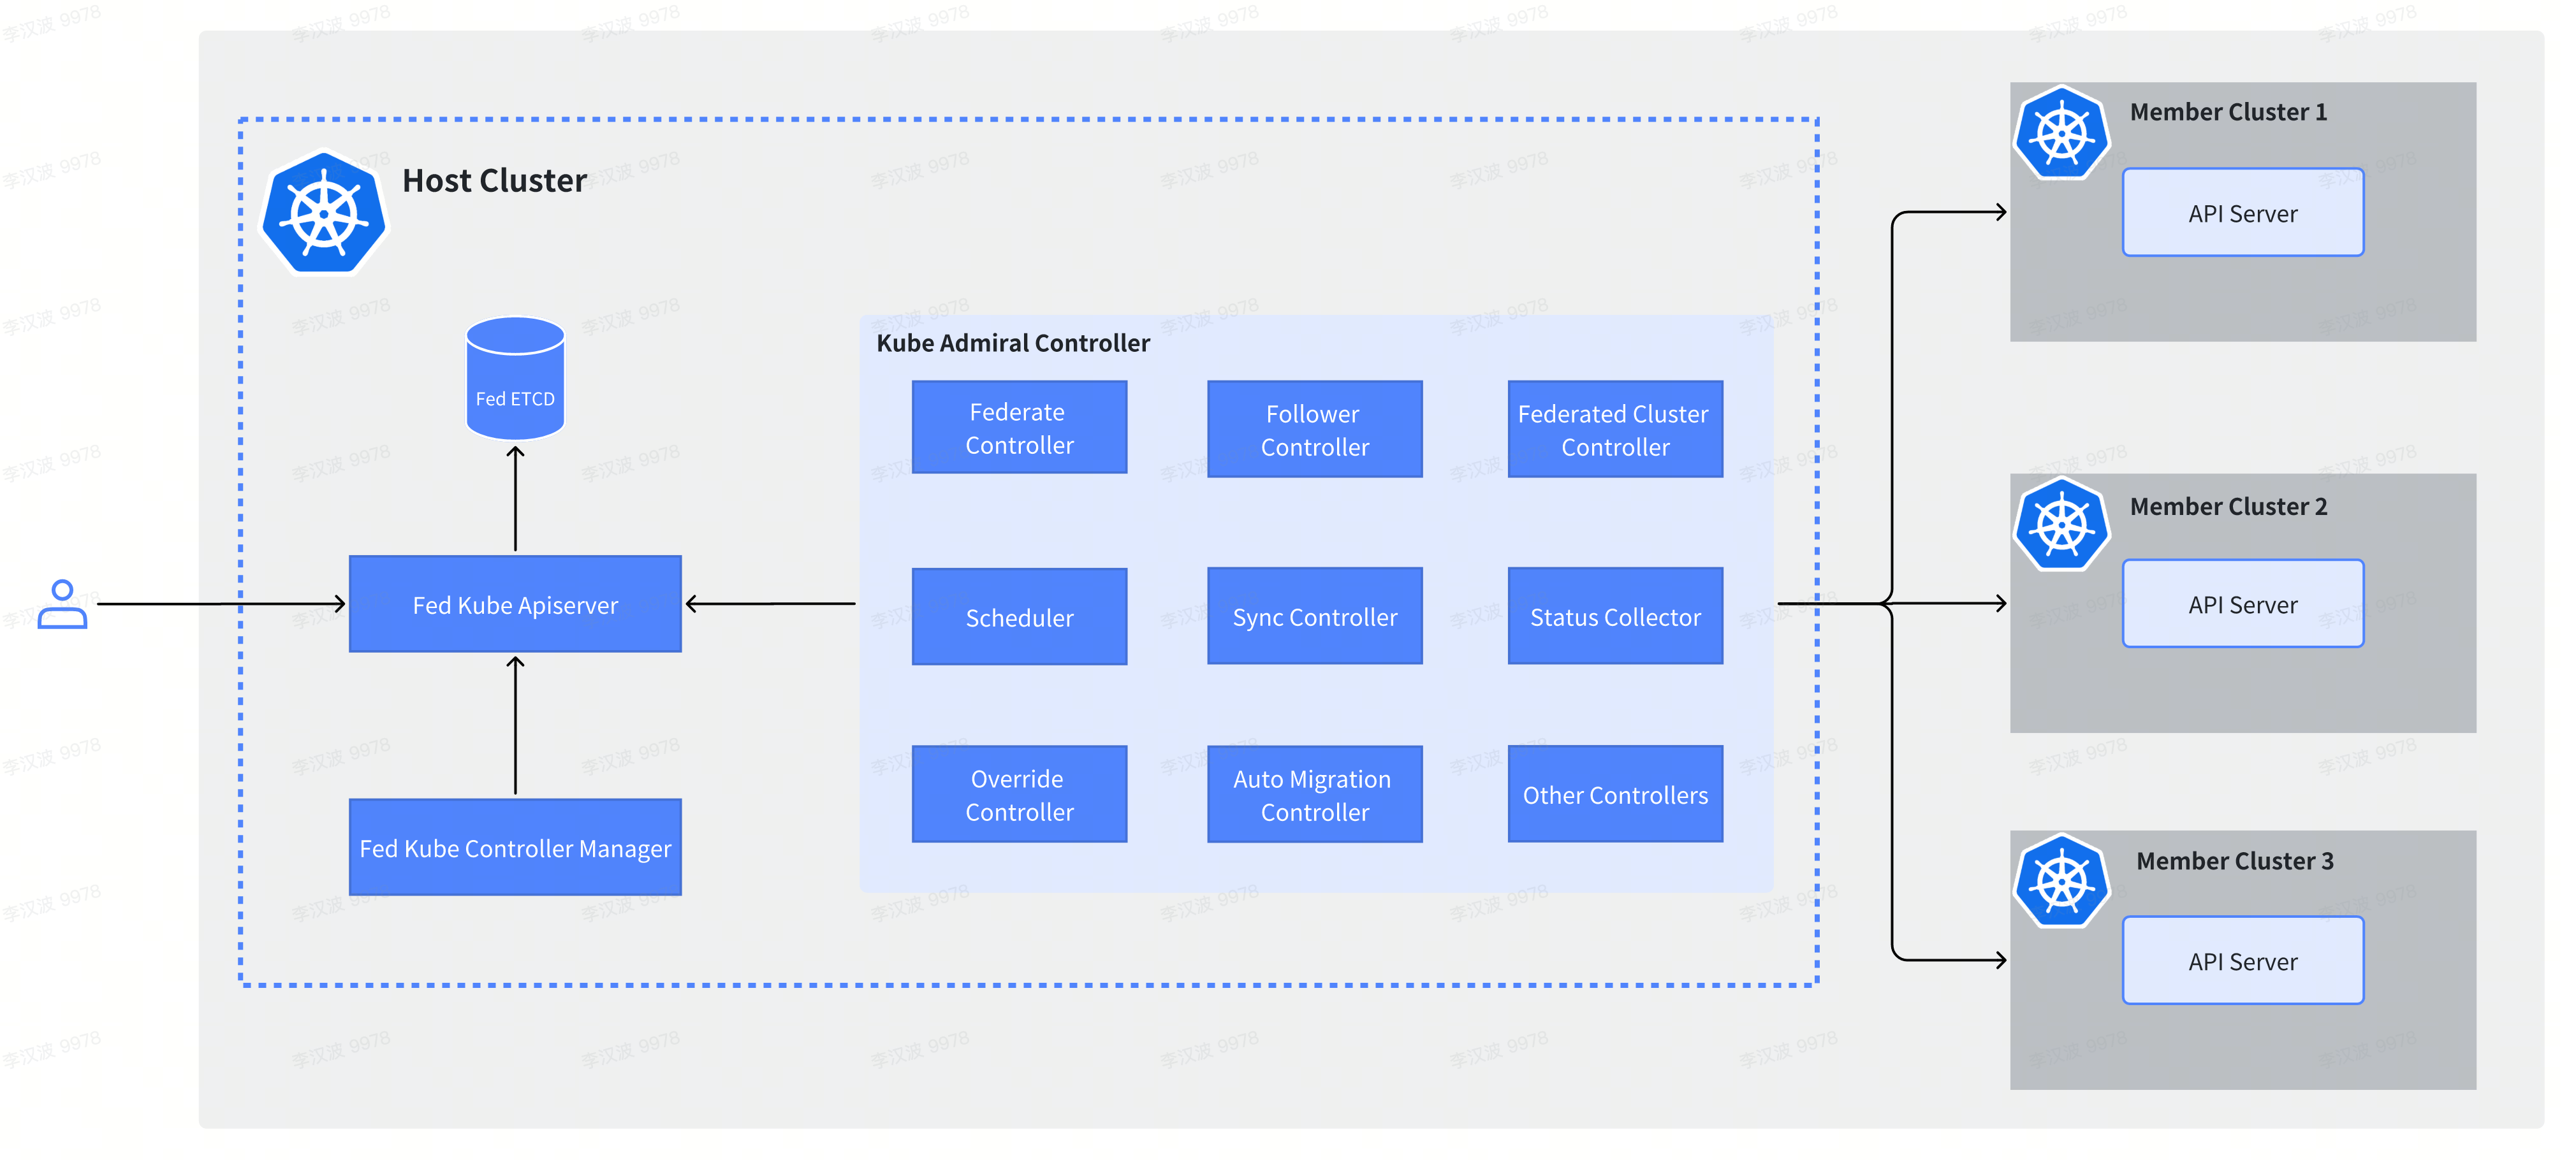 Host Cluster
Fed ETCD
Fed Kube Apiserver
Fed Kube Controller Manager
Kube Admiral Controller
Federate
Controller
Follower
Controller
Federated Cluster
Controller
Scheduler
Sync Controller
Status Collector
Override
Controller
Auto Migration
Controller
Other Controllers
Member Cluster 1
API Server
Member Cluster 2
API Server
Member Cluster 3
API Server
李汉波 9978